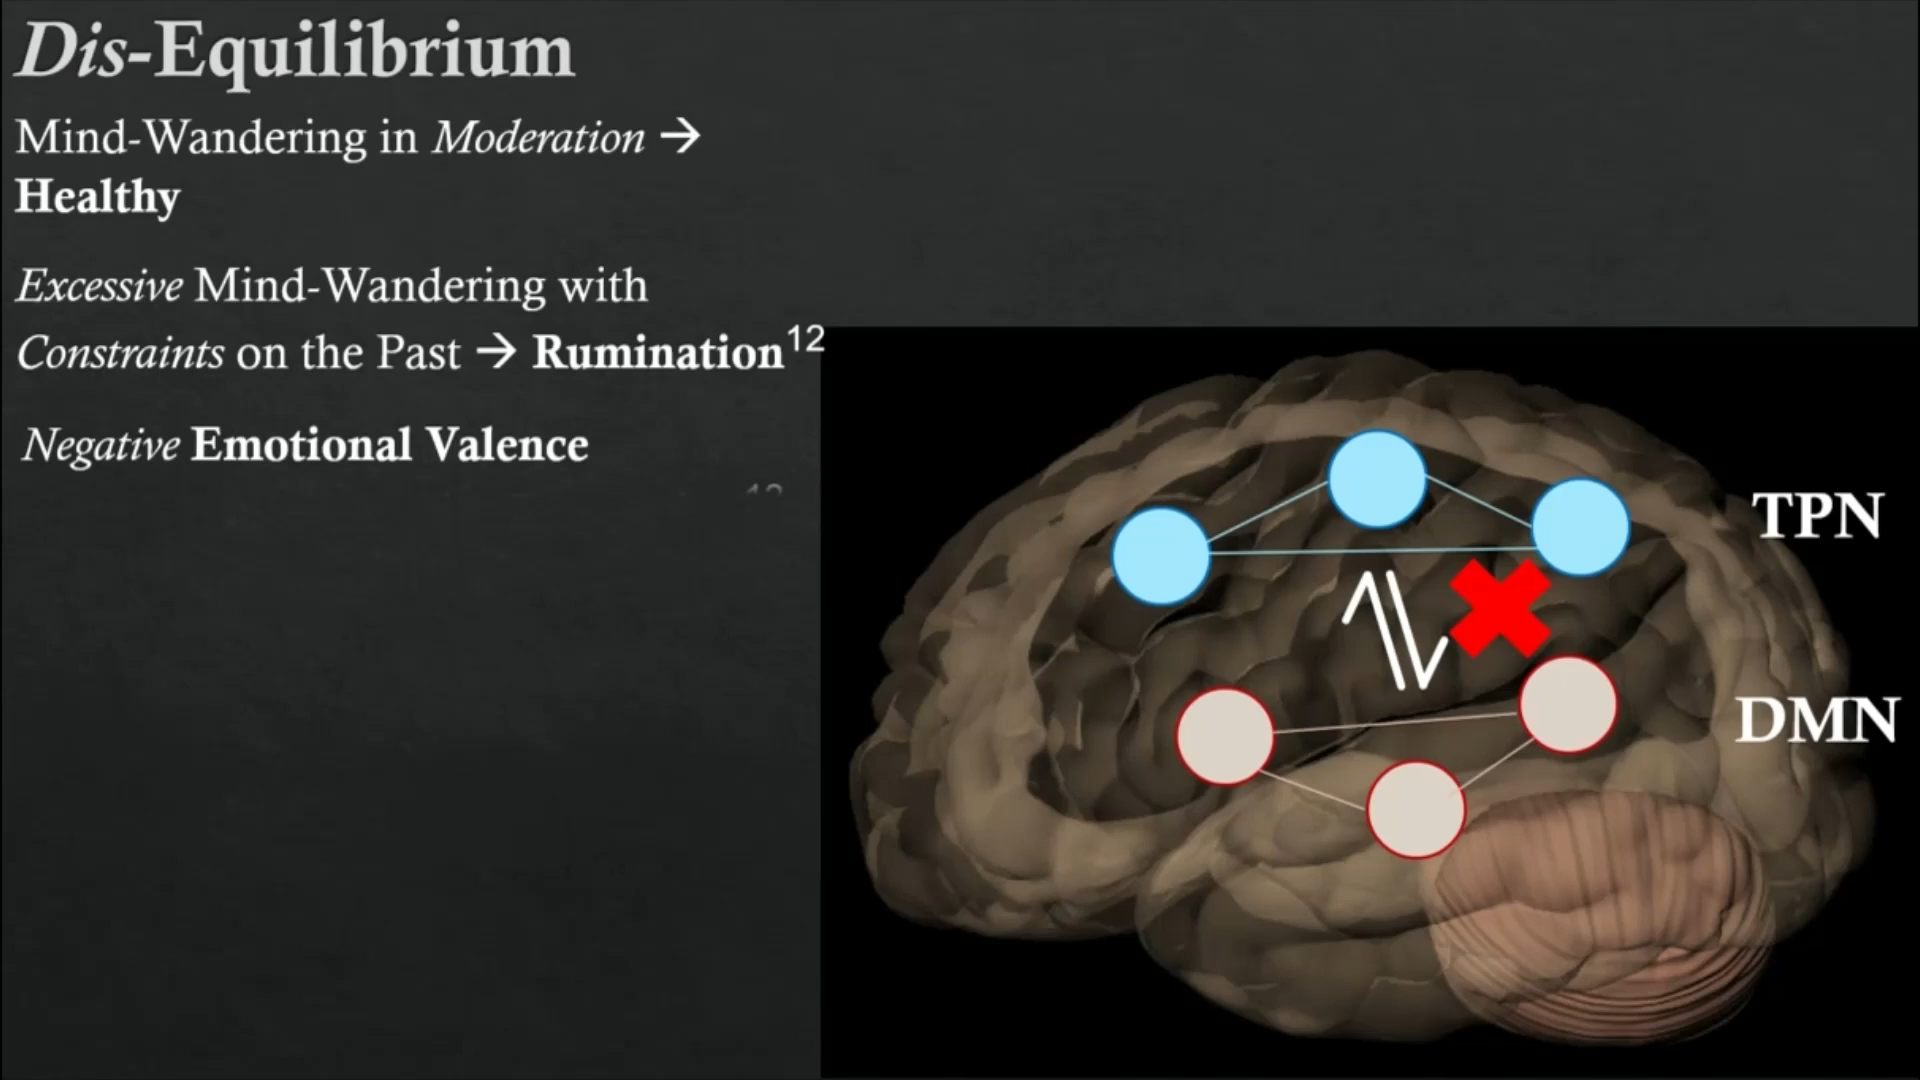 Dis-Equilibrium
Mind-Wandering in Moderation →
Healthy
Excessive Mind-Wandering with
Constraints on the Past → Rumination12
Negative Emotional Valence
TPN
DMN